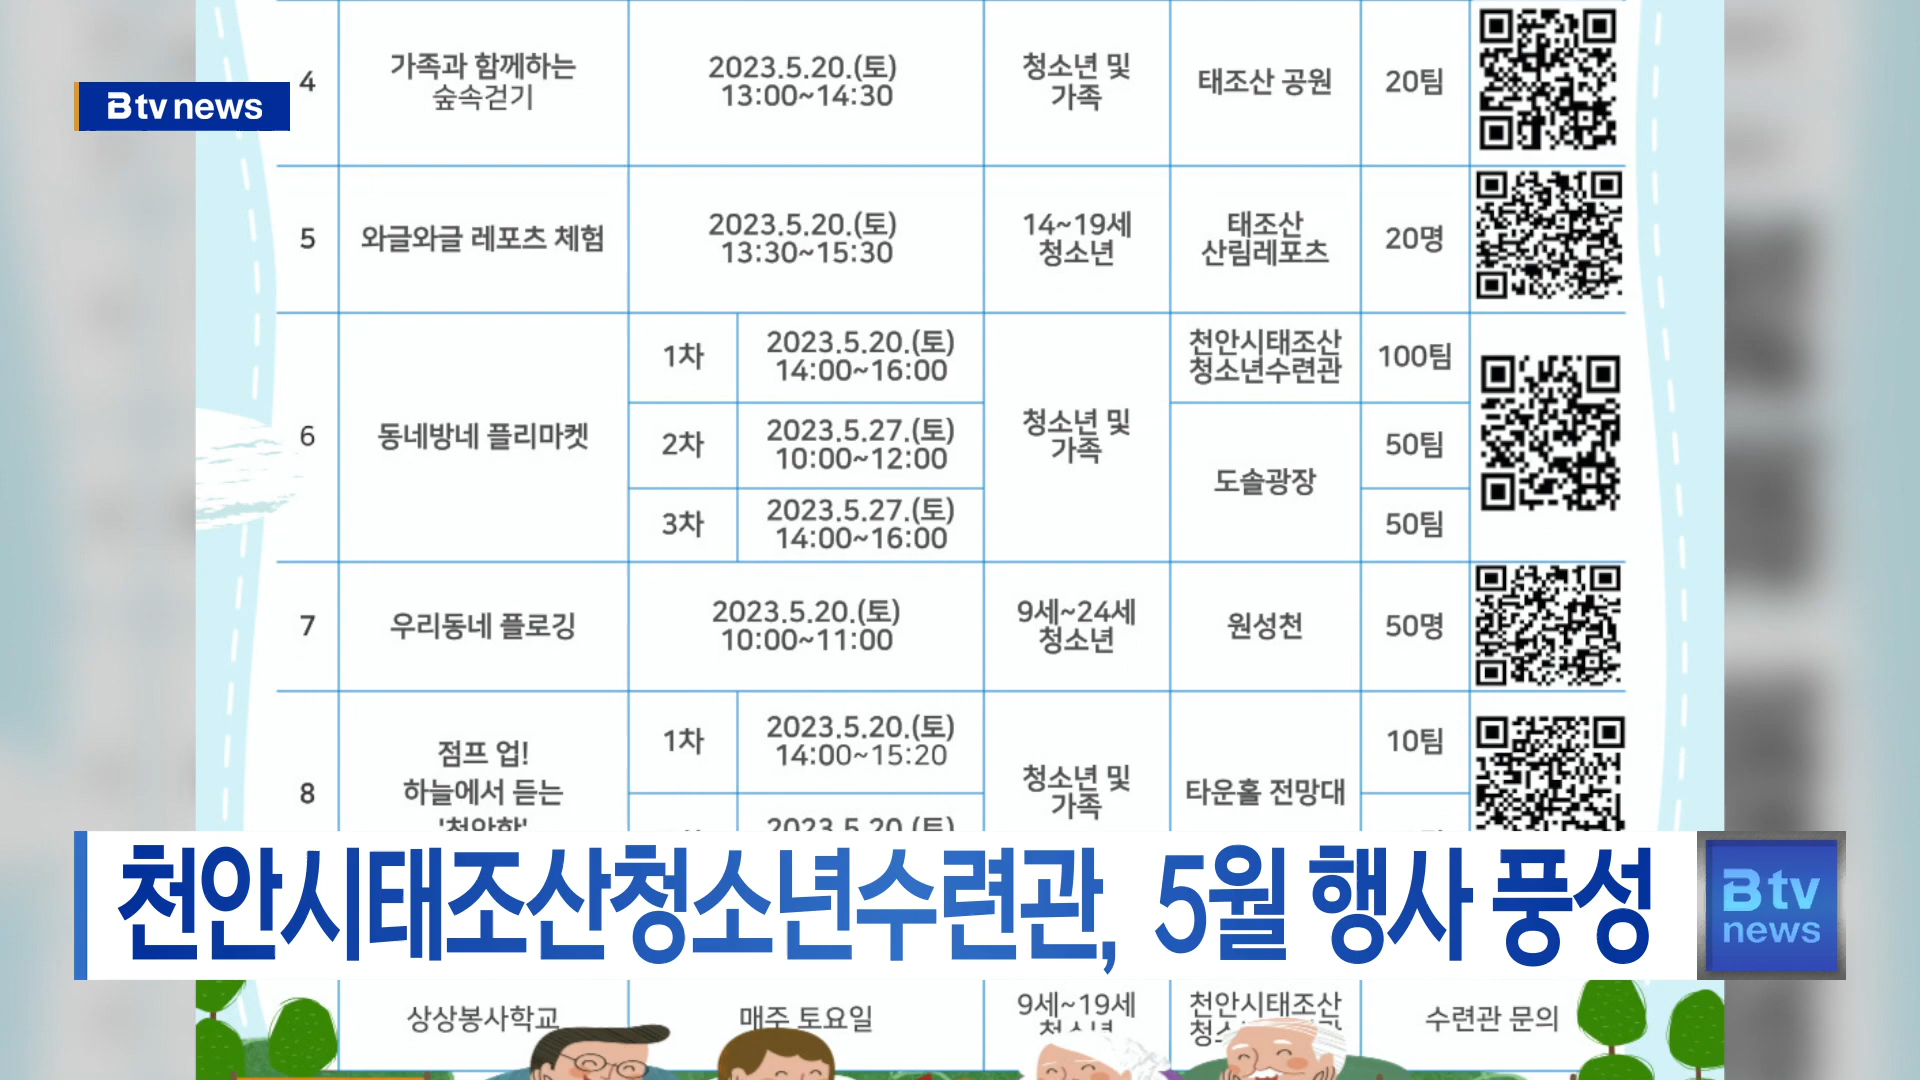 B tv news
4
가족과 함께하는
숲속걷기
2023.5.20.(토)
13:00~14:30
청소년 및
가족
태조산 공원
20팀
5
와글와글 레포츠 체험
2023.5.20.(토)
13:30~15:30
14~19세
청소년
태조산
산림레포츠
20명
6
동네방네 플리마켓
1차
2023.5.20.(토)
14:00~16:00
청소년 및
가족
천안시태조산
청소년수련관
100팀
2차
2023.5.27.(토)
10:00~12:00
도솔광장
50팀
3차
2023.5.27.(토)
14:00~16:00
50팀
7
우리동네 플로깅
2023.5.20.(토)
10:00~11:00
9세~24세
청소년
원성천
50명
8
점프 업!
하늘에서 듣는
1차
2023.5.20.(토)
14:00~15:20
청소년 및
가족
타운홀 전망대
10팀
2023.5.20.(토)
천안시태조산청소년수련관, 5월 행사 풍성
B tv
news
상상봉사학교
매주 토요일
9세~19세
청소년
천안시태조산
수련관 문의